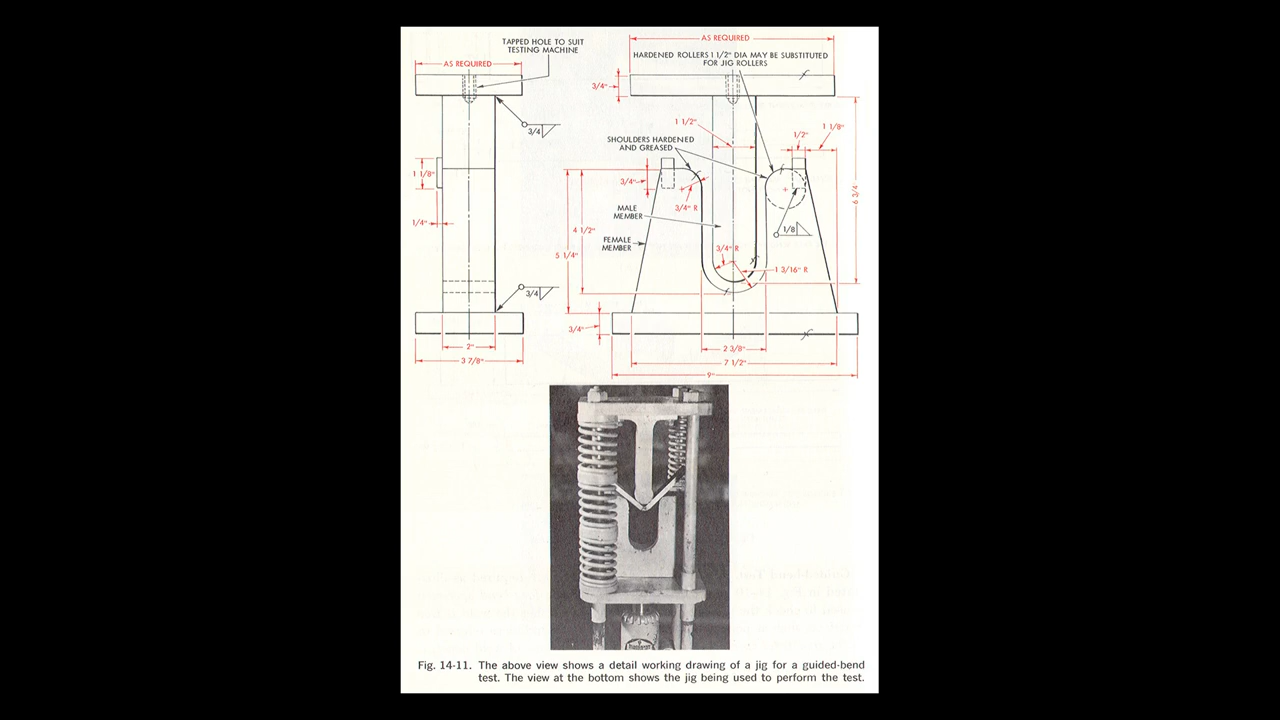 TAPPED HOLE TO SUIT
TESTING MACHINE
AS REQUIRED
3/4
1 1/8"
1/4"
3/4
2"
3 7/8"
AS REQUIRED
HARDENED ROLLERS 1 1/2" DIA MAY BE SUBSTITUTED
FOR JIG ROLLERS
3/4"
1 1/2"
1/2"
1 1/8"
SHOULDERS HARDENED
AND GREASED
3/4"
3/4" R
6 3/4
MALE
MEMBER
4 1/2"
1/8
FEMALE
MEMBER
3/4" R
5 1/4"
1 3/16" R
3/4"
2 3/8"
7 1/2"
9"
Fig. 14-11. The above view shows a detail working drawing of a jig for a guided-bend
test. The view at the bottom shows the jig being used to perform the test.